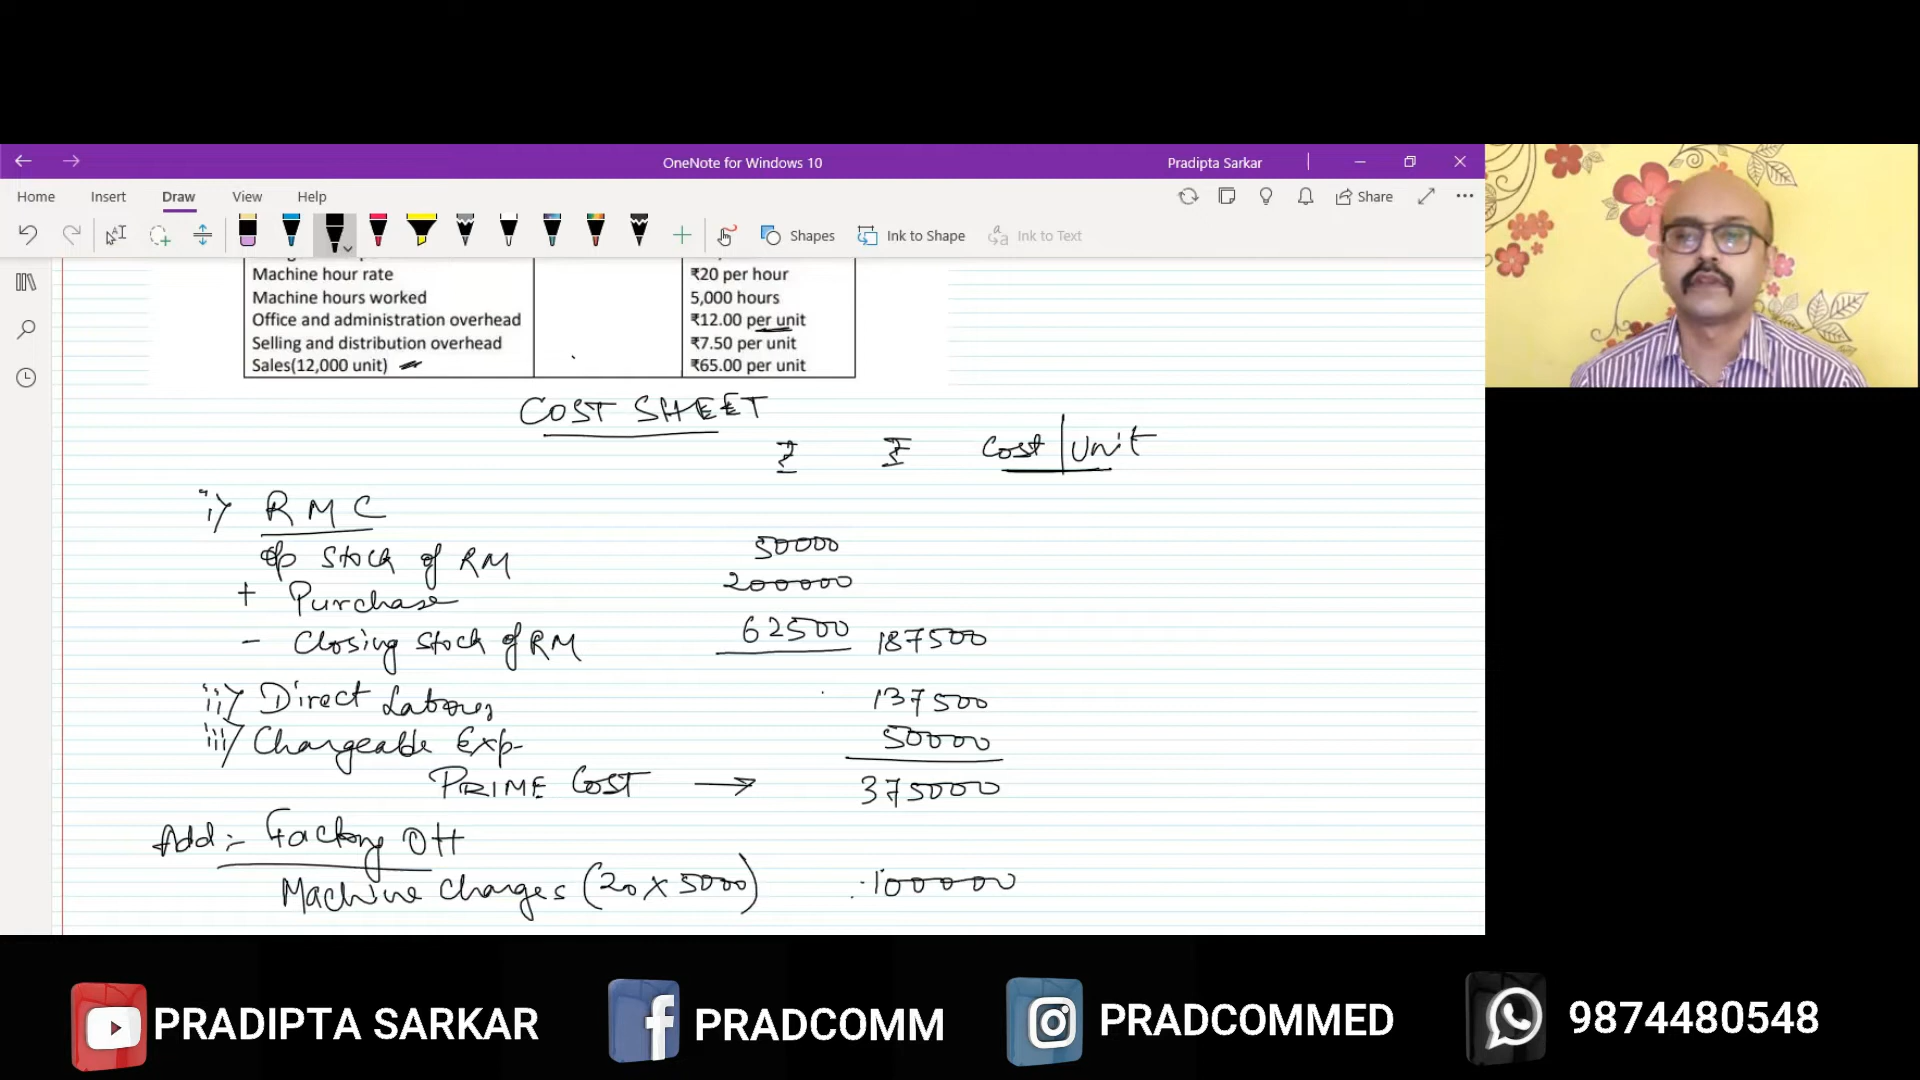 OneNote for Windows 10
Pradipta Sarkar
Home Insert Draw View Help
Share
Shapes Ink to Shape Ink to Text
Machine hour rate ₹20 per hour
Machine hours worked 5,000 hours
Office and administration overhead ₹12.00 per unit
Selling and distribution overhead ₹7.50 per unit
Sales(12,000 unit) ₹65.00 per unit
COST SHEET
₹ ₹ Cost | Unit
i) RMC
Op Stock of RM 50000
+ Purchase 200000
- Closing Stock of RM 62500 187500
ii) Direct Labour 137500
iii) Chargeable Exp- 50000
PRIME COST → 375000
Add:- Factory OH
Machine Charges (20 X 5000) 100000
PRADIPTA SARKAR
PRADCOMM
PRADCOMMED
9874480548